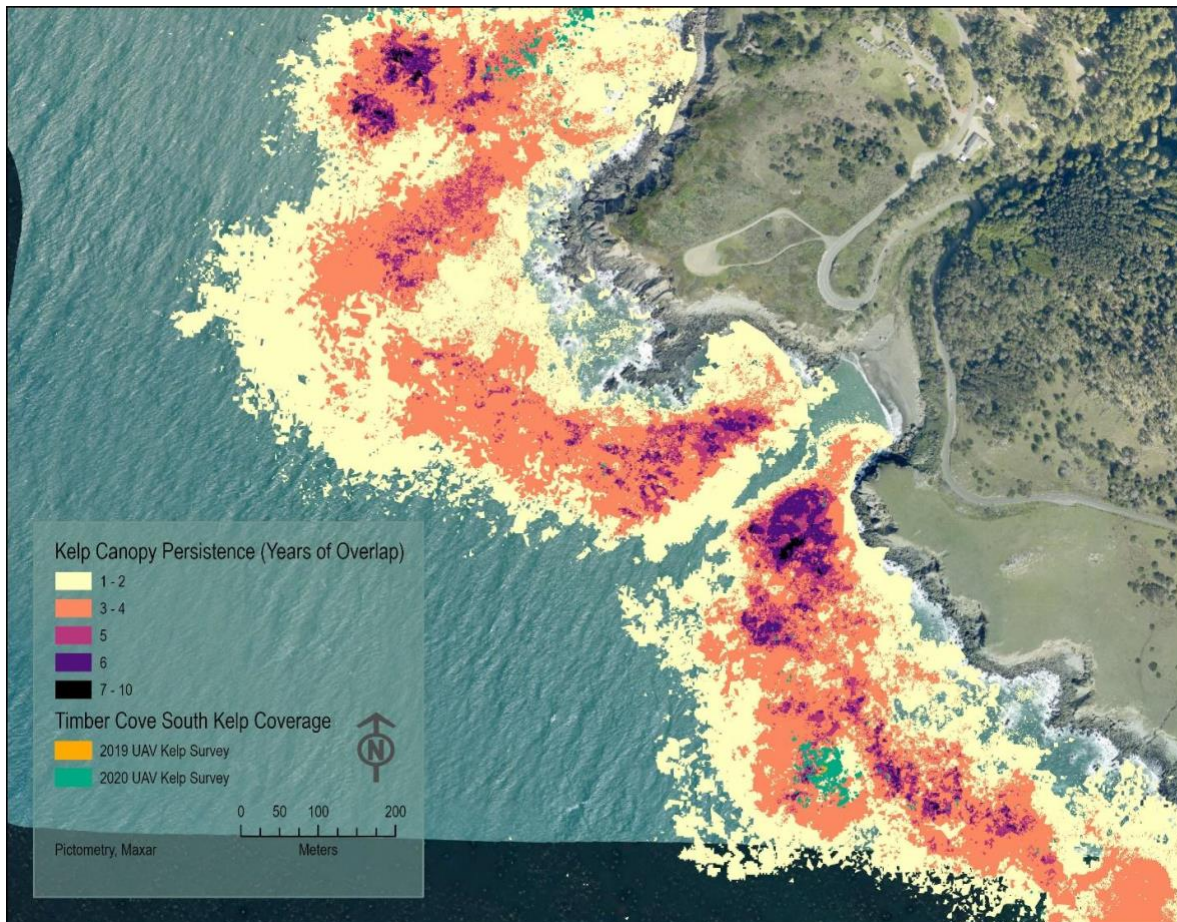 Kelp Canopy Persistence (Years of Overlap)
1 - 2
3 - 4
5
6
7 - 10
Timber Cove South Kelp Coverage
2019 UAV Kelp Survey
2020 UAV Kelp Survey
N
0 50 100 200
Pictometry, Maxar
Meters